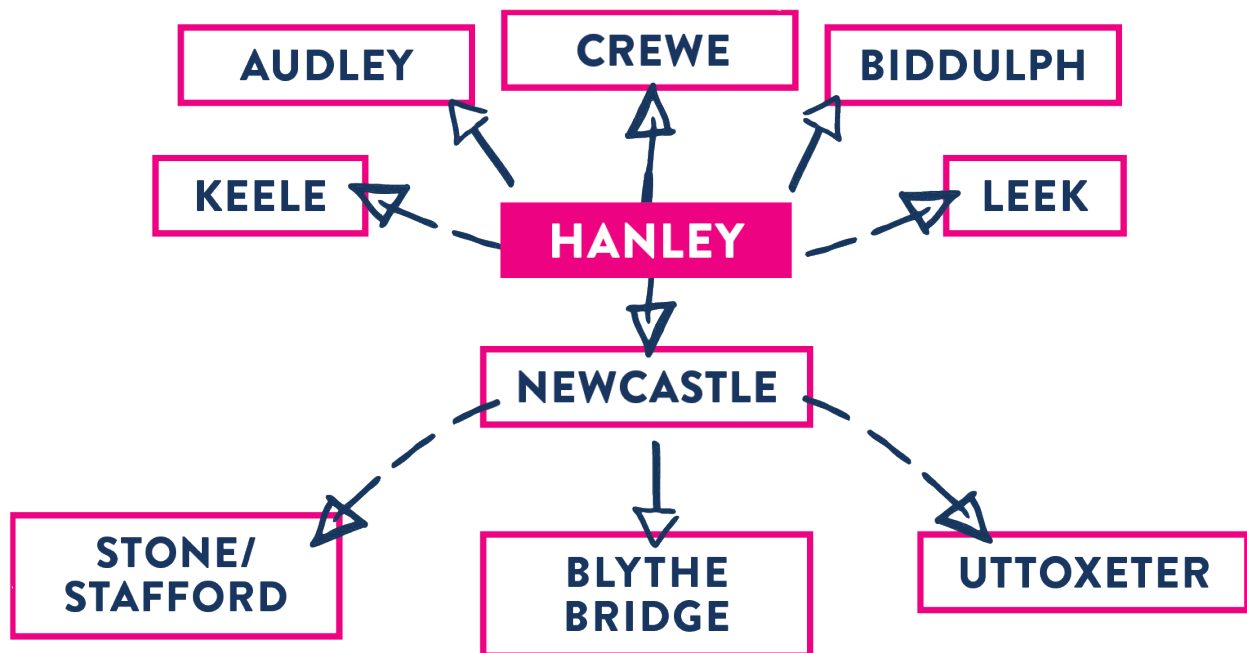 AUDLEY
CREWE
BIDDULPH
KEELE
LEEK
HANLEY
NEWCASTLE
STONE/
STAFFORD
BLYTHE
BRIDGE
UTTOXETER